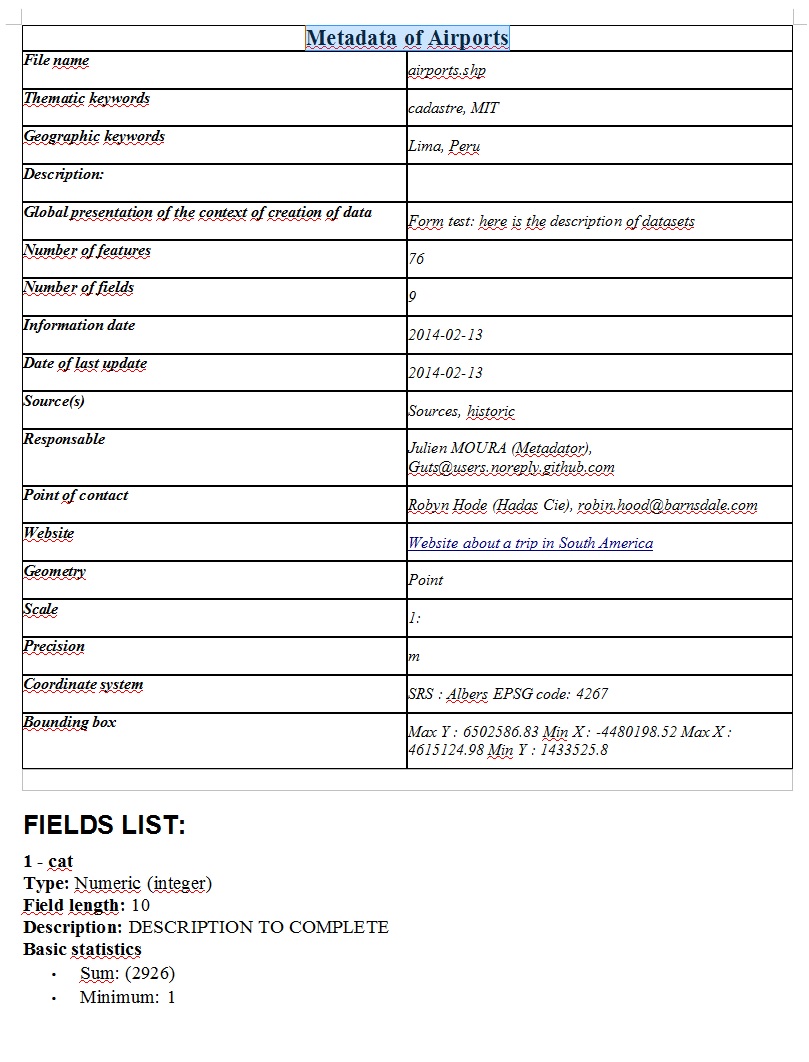 Metadata of Airports
File name
airports.shp
Thematic keywords
cadastre, MIT
Geographic keywords
Lima, Peru
Description:
Global presentation of the context of creation of data
Form test: here is the description of datasets
Number of features
76
Number of fields
9
Information date
2014-02-13
Date of last update
2014-02-13
Source(s)
Sources, historic
Responsable
Julien MOURA (Metadator),
Guts@users.noreply.github.com
Point of contact
Robyn Hode (Hadas Cie), robin.hood@barnsdale.com
Website
Website about a trip in South America
Geometry
Point
Scale
1:
Precision
m
Coordinate system
SRS : Albers EPSG code: 4267
Bounding box
Max Y : 6502586.83 Min X : -4480198.52 Max X :
4615124.98 Min Y : 1433525.8
FIELDS LIST:
1 - cat
Type: Numeric (integer)
Field length: 10
Description: DESCRIPTION TO COMPLETE
Basic statistics
• Sum: (2926)
• Minimum: 1